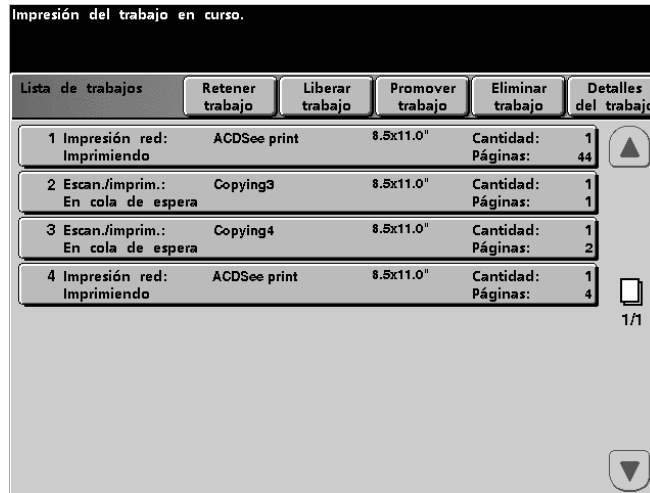 Impresión del trabajo en curso.
Lista de trabajos
Retener trabajo
Liberar trabajo
Promover trabajo
Eliminar trabajo
Detalles del trabajo
1 Impresión red: ACDSee print 8.5x11.0" Cantidad: 1
Imprimiendo Páginas: 44
2 Escan./imprim.: Copying3 8.5x11.0" Cantidad: 1
En cola de espera Páginas: 1
3 Escan./imprim.: Copying4 8.5x11.0" Cantidad: 1
En cola de espera Páginas: 2
4 Impresión red: ACDSee print 8.5x11.0" Cantidad: 1
Imprimiendo Páginas: 4
1/1